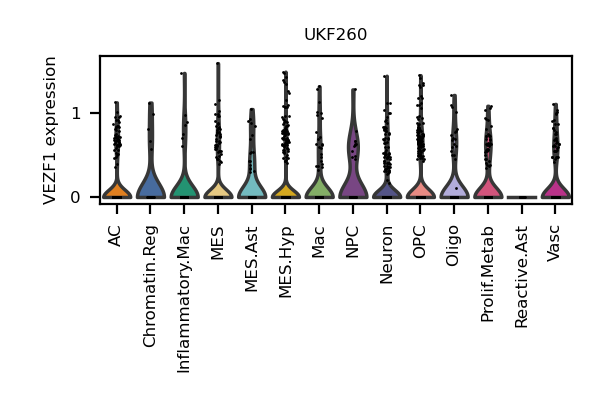 UKF260
VEZF1 expression
1
0
AC
Chromatin.Reg
Inflammatory.Mac
MES
MES.Ast
MES.Hyp
Mac
NPC
Neuron
OPC
Oligo
Prolif.Metab
Reactive.Ast
Vasc